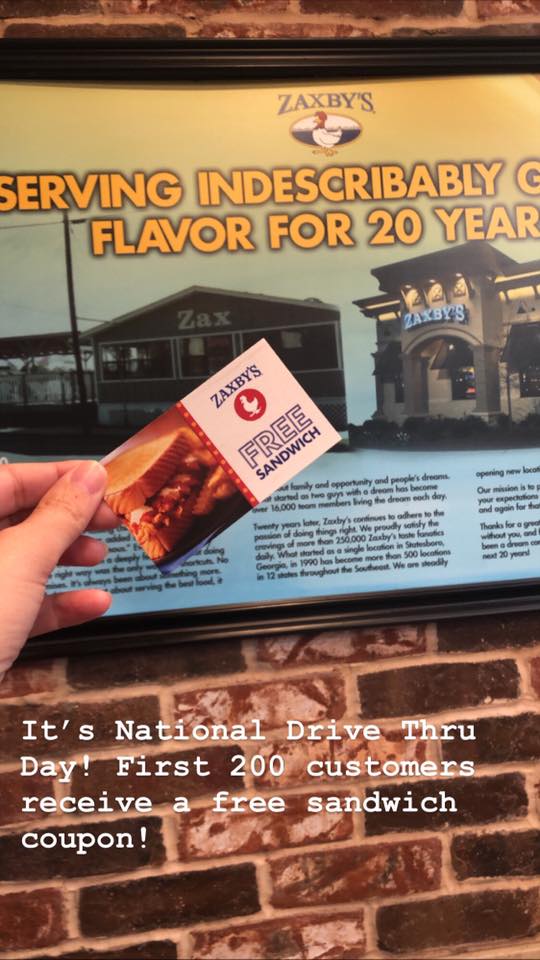 ZAXBY'S
SERVING INDESCRIBABLY G
FLAVOR FOR 20 YEAR
Zax
ZAXBY'S
ZAXBY'S
FREE
SANDWICH
family and opportunity and people's dreams.
started as two guys with a dream has become
over 16,000 team members living the dream each day.
Twenty years later, Zaxby's continues to adhere to the
passion of doing things right. We proudly satisfy the
cravings of more than 250,000 Zaxby's taste fanatics
daily. What started as a single location in Statesboro,
Georgia, in 1990 has become more than 500 locations
in 12 states throughout the Southeast. We are steadily
opening new locati
Our mission is to
your expectations
and again for tha
Thanks for a great
without you, and
been a dream co
next 20 years!
doing
shortcuts. No
it's always been about something more.
about serving the best food, it
It's National Drive Thru
Day! First 200 customers
receive a free sandwich
coupon!